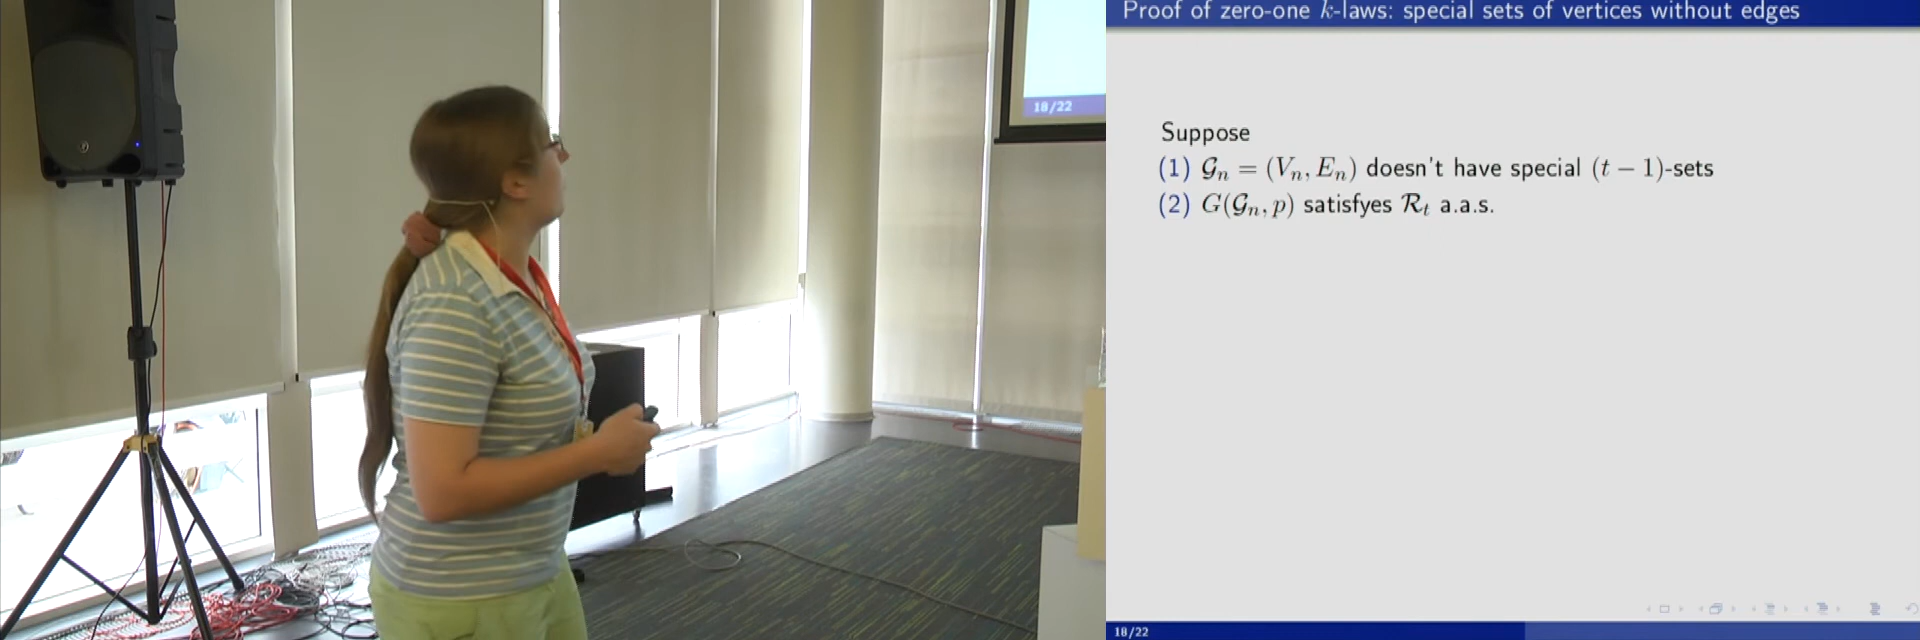 18/22
Proof of zero-one k-laws: special sets of vertices without edges
Suppose
(1) 𝒢ₙ = (Vₙ, Eₙ) doesn't have special (t − 1)-sets
(2) G(𝒢ₙ, p) satisfyes ℛₜ a.a.s.
18/22